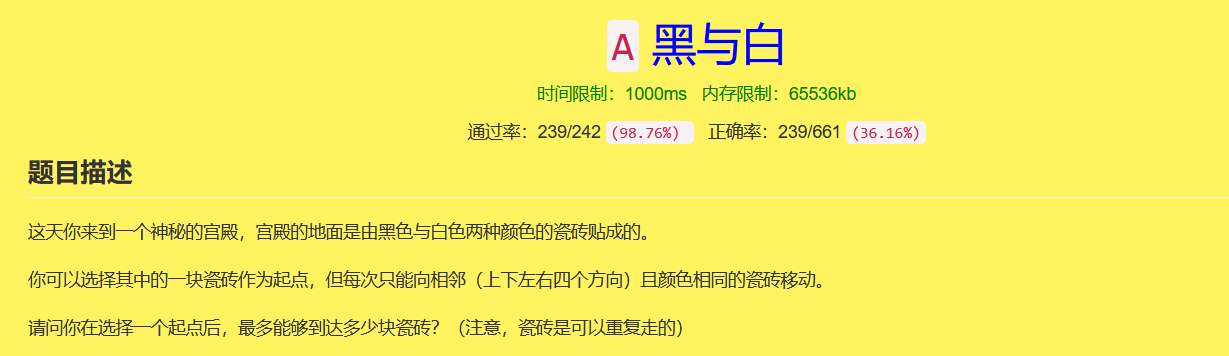 A 黑与白
时间限制：1000ms 内存限制：65536kb
通过率：239/242 (98.76%) 正确率：239/661 (36.16%)
题目描述
这天你来到一个神秘的宫殿，宫殿的地面是由黑色与白色两种颜色的瓷砖贴成的。
你可以选择其中的一块瓷砖作为起点，但每次只能向相邻（上下左右四个方向）且颜色相同的瓷砖移动。
请问你在选择一个起点后，最多能够到达多少块瓷砖？（注意，瓷砖是可以重复走的）